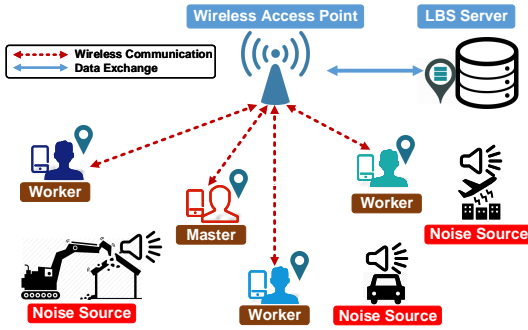 Wireless Access Point
LBS Server
Wireless Communication
Data Exchange
Worker
Worker
Master
Noise Source
Noise Source
Worker
Noise Source